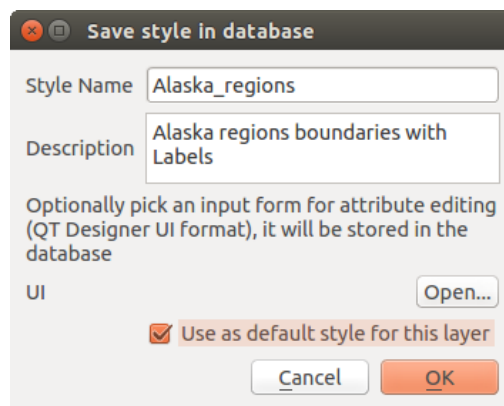 Save style in database
Style Name Alaska_regions
Description Alaska regions boundaries with
Labels
Optionally pick an input form for attribute editing
(QT Designer UI format), it will be stored in the
database
UI Open...
Use as default style for this layer
Cancel OK